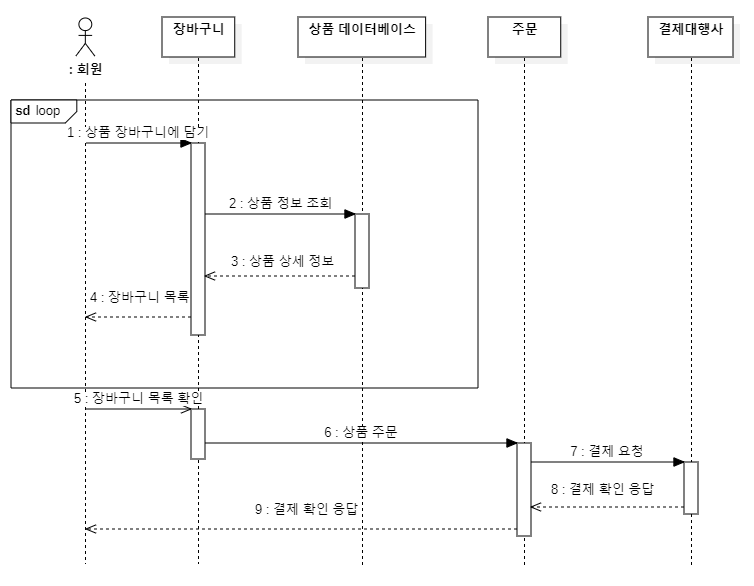 장바구니
상품 데이터베이스
주문
결제대행사
: 회원
sd loop
1 : 상품 장바구니에 담기
2 : 상품 정보 조회
3 : 상품 상세 정보
4 : 장바구니 목록
5 : 장바구니 목록 확인
6 : 상품 주문
7 : 결제 요청
8 : 결제 확인 응답
9 : 결제 확인 응답